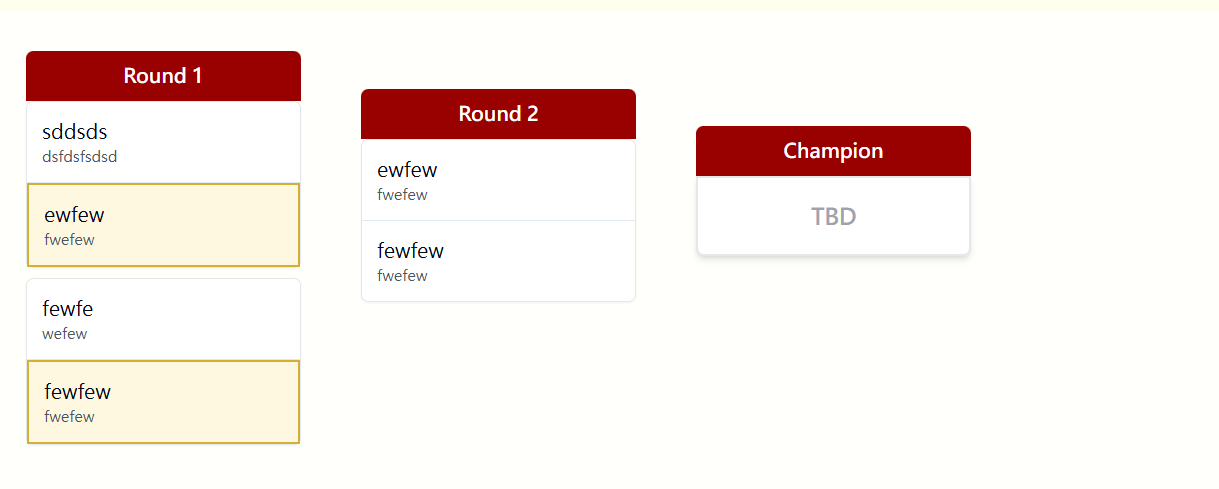 Round 1
sddsds
dsfdsfsdsd
ewfew
fwefew
fewfe
wefew
fewfew
fwefew
Round 2
ewfew
fwefew
fewfew
fwefew
Champion
TBD